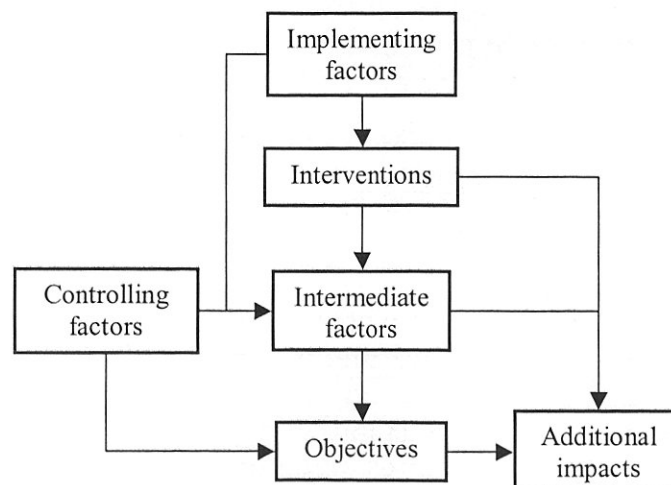 Implementing
factors
Interventions
Controlling
factors
Intermediate
factors
Objectives
Additional
impacts